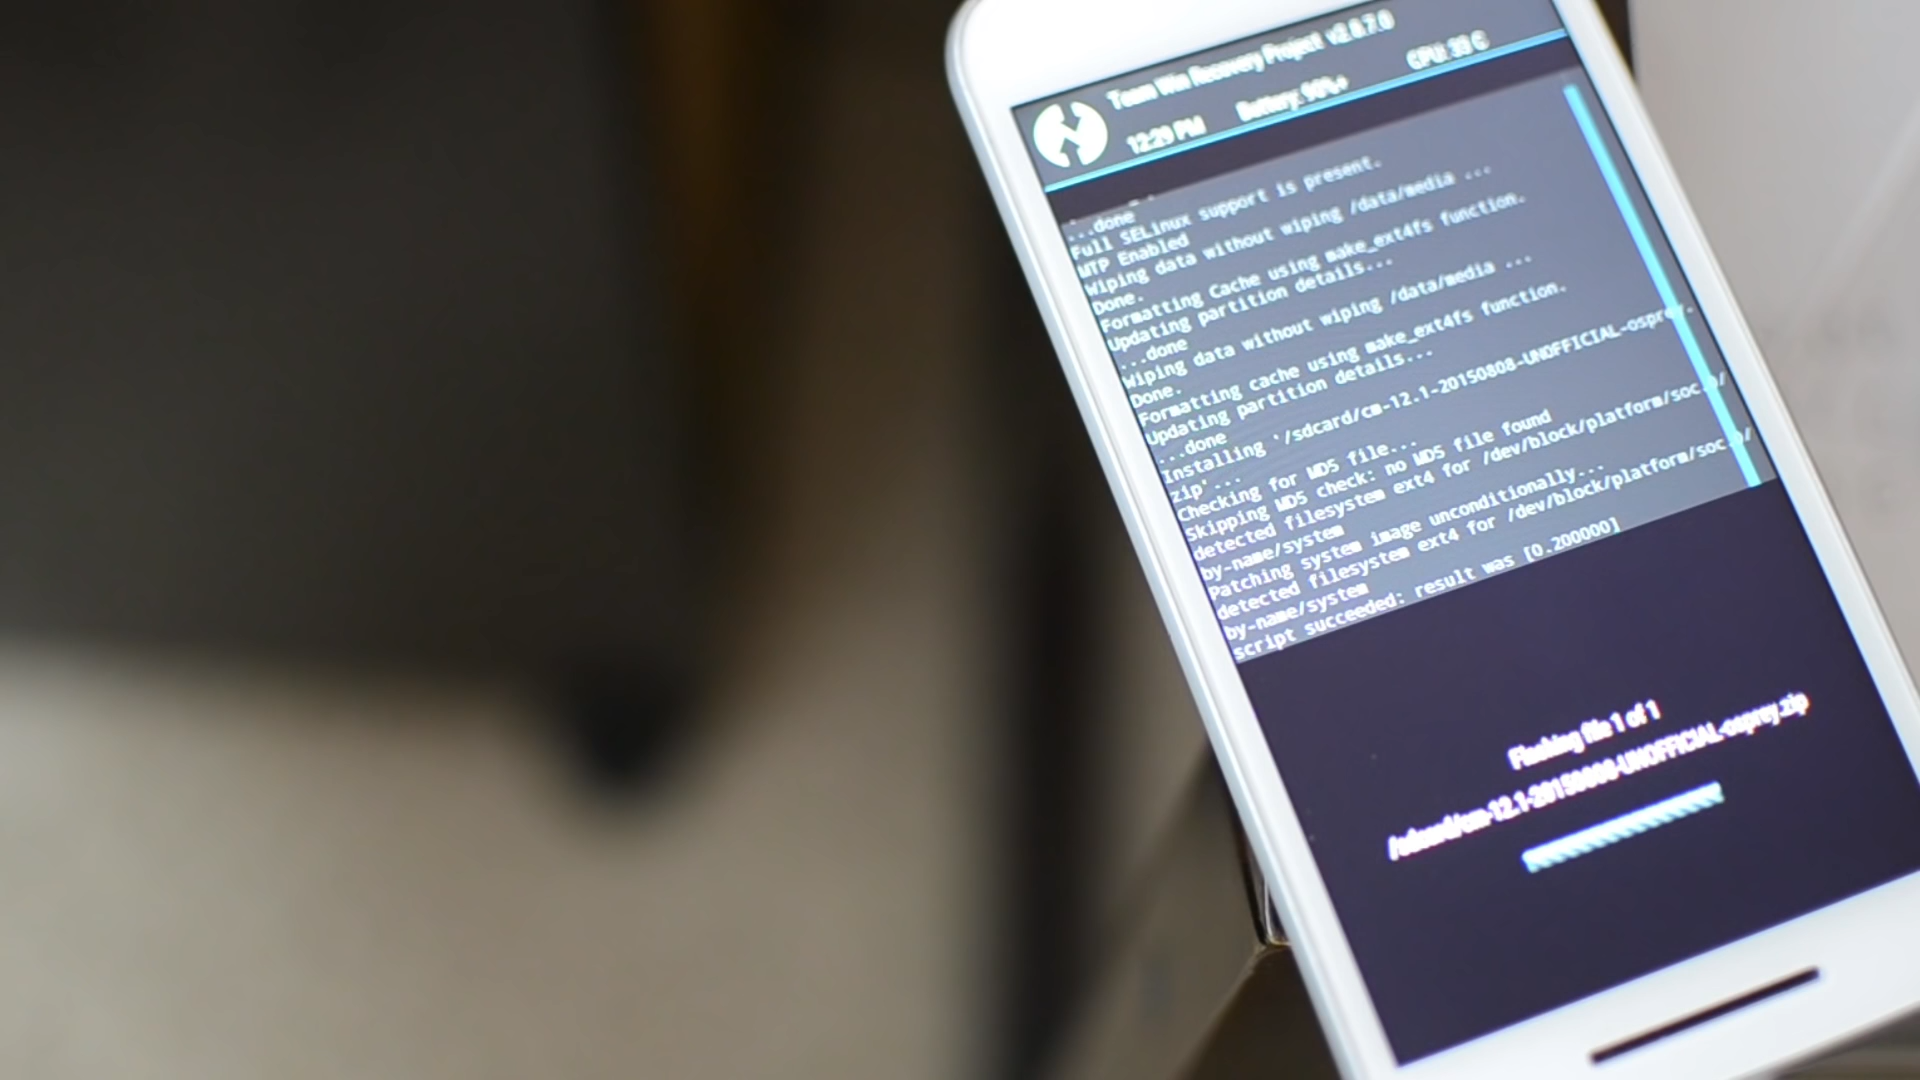 Team Win Recovery Project v2.8.7.0
12:29 PM Battery: 90%+ CPU: 39 C
...done
Full SELinux support is present.
MTP Enabled
Wiping data without wiping /data/media ...
Done.
Formatting Cache using make_ext4fs function.
Updating partition details...
...done
Wiping data without wiping /data/media ...
Done.
Formatting cache using make_ext4fs function.
Updating partition details...
...done
Installing '/sdcard/cm-12.1-20150808-UNOFFICIAL-osprey.
zip'...
Checking for MD5 file...
Skipping MD5 check: no MD5 file found
detected filesystem ext4 for /dev/block/platform/soc.0/
by-name/system
Patching system image unconditionally...
detected filesystem ext4 for /dev/block/platform/soc.0/
by-name/system
script succeeded: result was [0.200000]
Flashing file 1 of 1
/sdcard/cm-12.1-20150808-UNOFFICIAL-osprey.zip